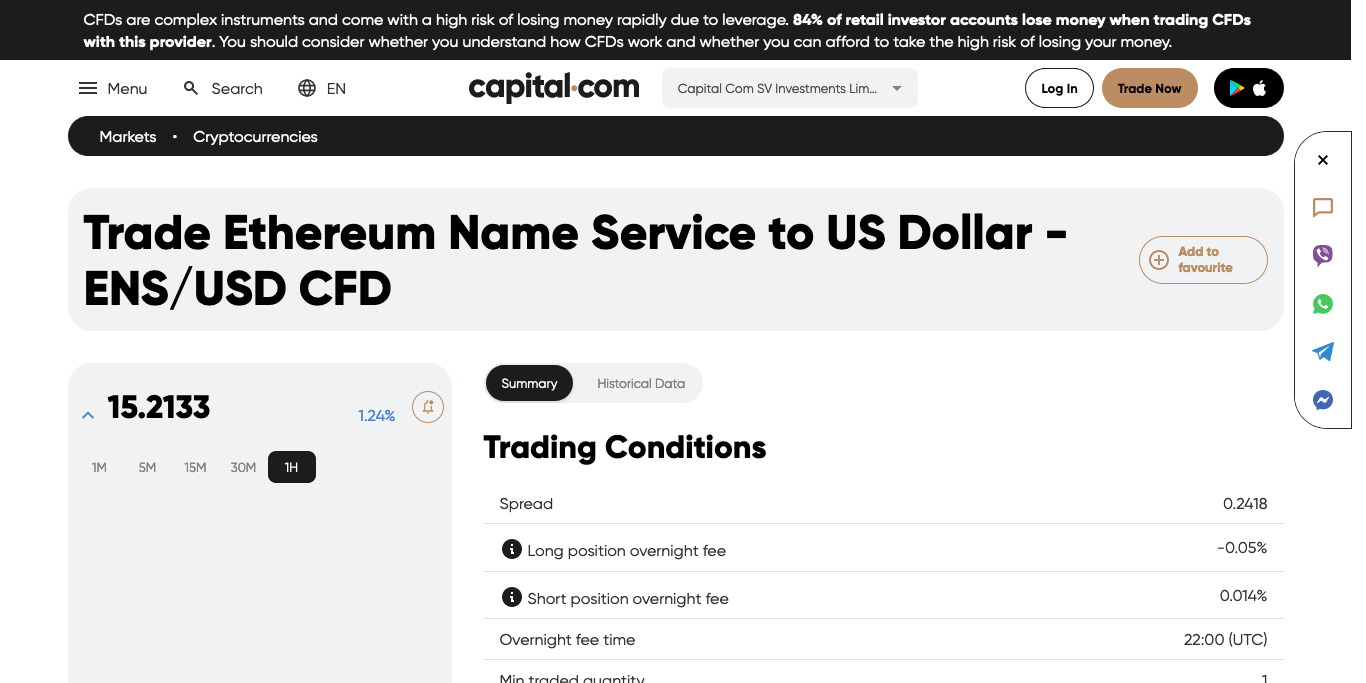 CFDs are complex instruments and come with a high risk of losing money rapidly due to leverage. 84% of retail investor accounts lose money when trading CFDs
with this provider. You should consider whether you understand how CFDs work and whether you can afford to take the high risk of losing your money.
Menu
Search
EN
capital.com
Capital Com SV Investments Lim...
Log In
Trade Now
Markets • Cryptocurrencies
Trade Ethereum Name Service to US Dollar -
ENS/USD CFD
Add to
favourite
15.2133
1.24%
1M 5M 15M 30M 1H
Summary
Historical Data
Trading Conditions
Spread 0.2418
Long position overnight fee -0.05%
Short position overnight fee 0.014%
Overnight fee time 22:00 (UTC)
Min traded quantity 1